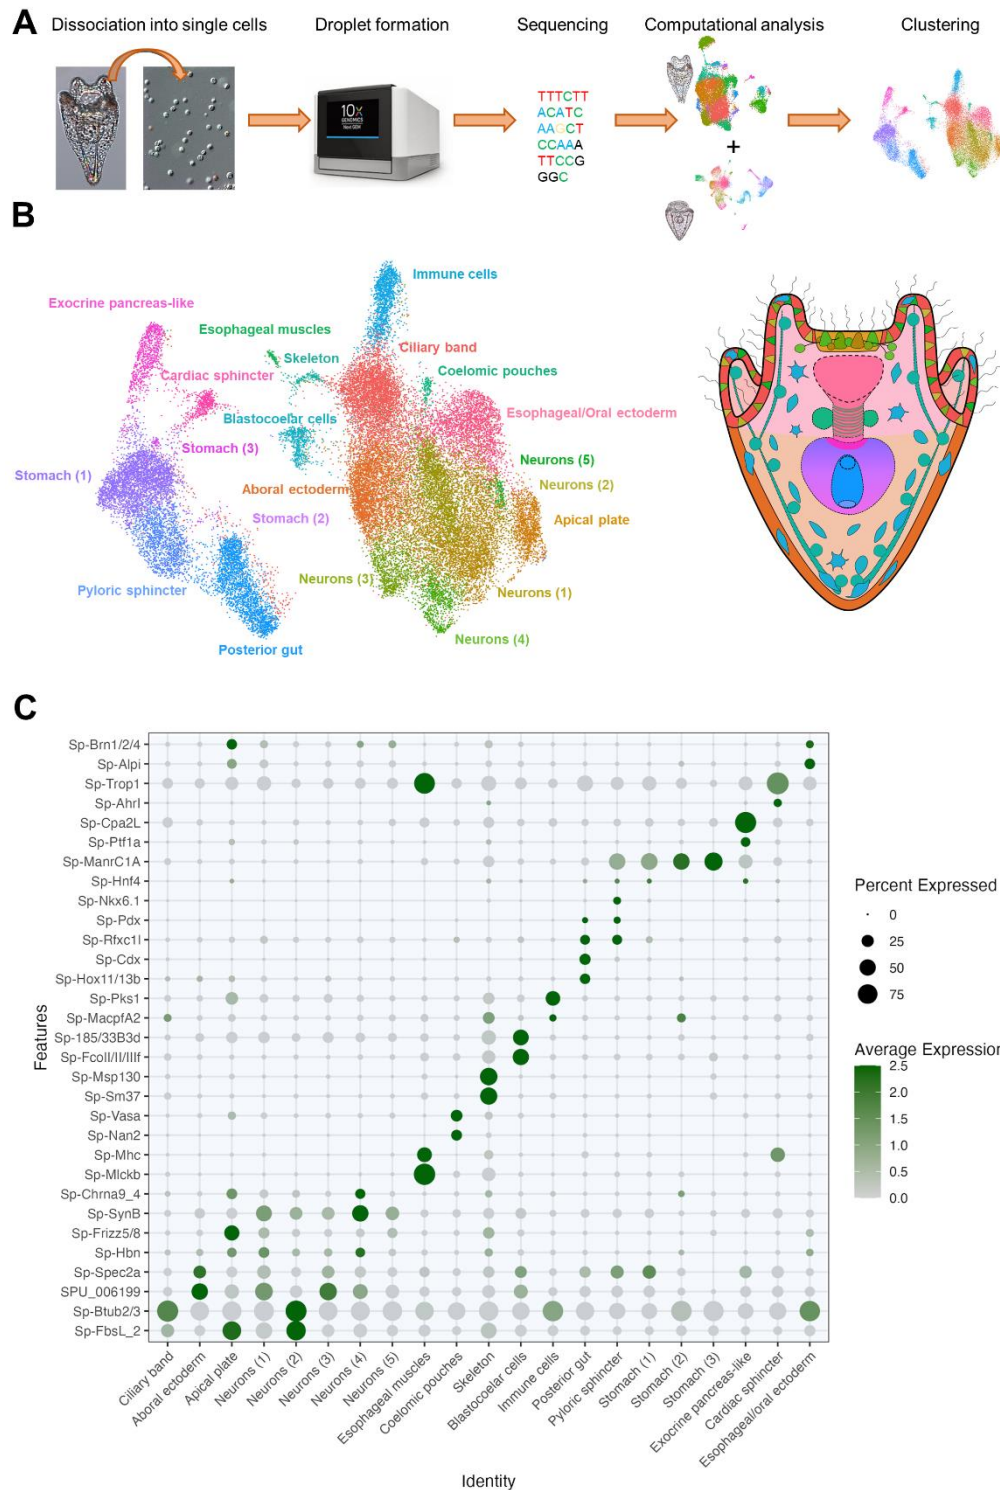 A
Dissociation into single cells
Droplet formation
Sequencing
Computational analysis
Clustering
10x
GENOMICS
Next GEM
TTTCTT
ACATC
AAGCT
CCAAA
TTCCG
GGC
+
B
Immune cells
Exocrine pancreas-like
Esophageal muscles
Skeleton
Ciliary band
Cardiac sphincter
Coelomic pouches
Blastocoelar cells
Esophageal/Oral ectoderm
Stomach (3)
Neurons (5)
Stomach (1)
Neurons (2)
Aboral ectoderm
Stomach (2)
Apical plate
Neurons (3)
Pyloric sphincter
Neurons (1)
Neurons (4)
Posterior gut
C
Features
Sp-Brn1/2/4
Sp-Alpi
Sp-Trop1
Sp-Ahrl
Sp-Cpa2L
Sp-Ptf1a
Sp-ManrC1A
Sp-Hnf4
Sp-Nkx6.1
Sp-Pdx
Sp-Rfxc1l
Sp-Cdx
Sp-Hox11/13b
Sp-Pks1
Sp-MacpfA2
Sp-185/33B3d
Sp-Fcoll/II/IIIf
Sp-Msp130
Sp-Sm37
Sp-Vasa
Sp-Nan2
Sp-Mhc
Sp-Mlckb
Sp-Chrna9_4
Sp-SynB
Sp-Frizz5/8
Sp-Hbn
Sp-Spec2a
SPU_006199
Sp-Btub2/3
Sp-FbsL_2
Ciliary band
Aboral ectoderm
Apical plate
Neurons (1)
Neurons (2)
Neurons (3)
Neurons (4)
Neurons (5)
Esophageal muscles
Coelomic pouches
Skeleton
Blastocoelar cells
Immune cells
Posterior gut
Pyloric sphincter
Stomach (1)
Stomach (2)
Stomach (3)
Exocrine pancreas-like
Cardiac sphincter
Esophageal/oral ectoderm
Identity
Percent Expressed
0
25
50
75
Average Expression
2.5
2.0
1.5
1.0
0.5
0.0